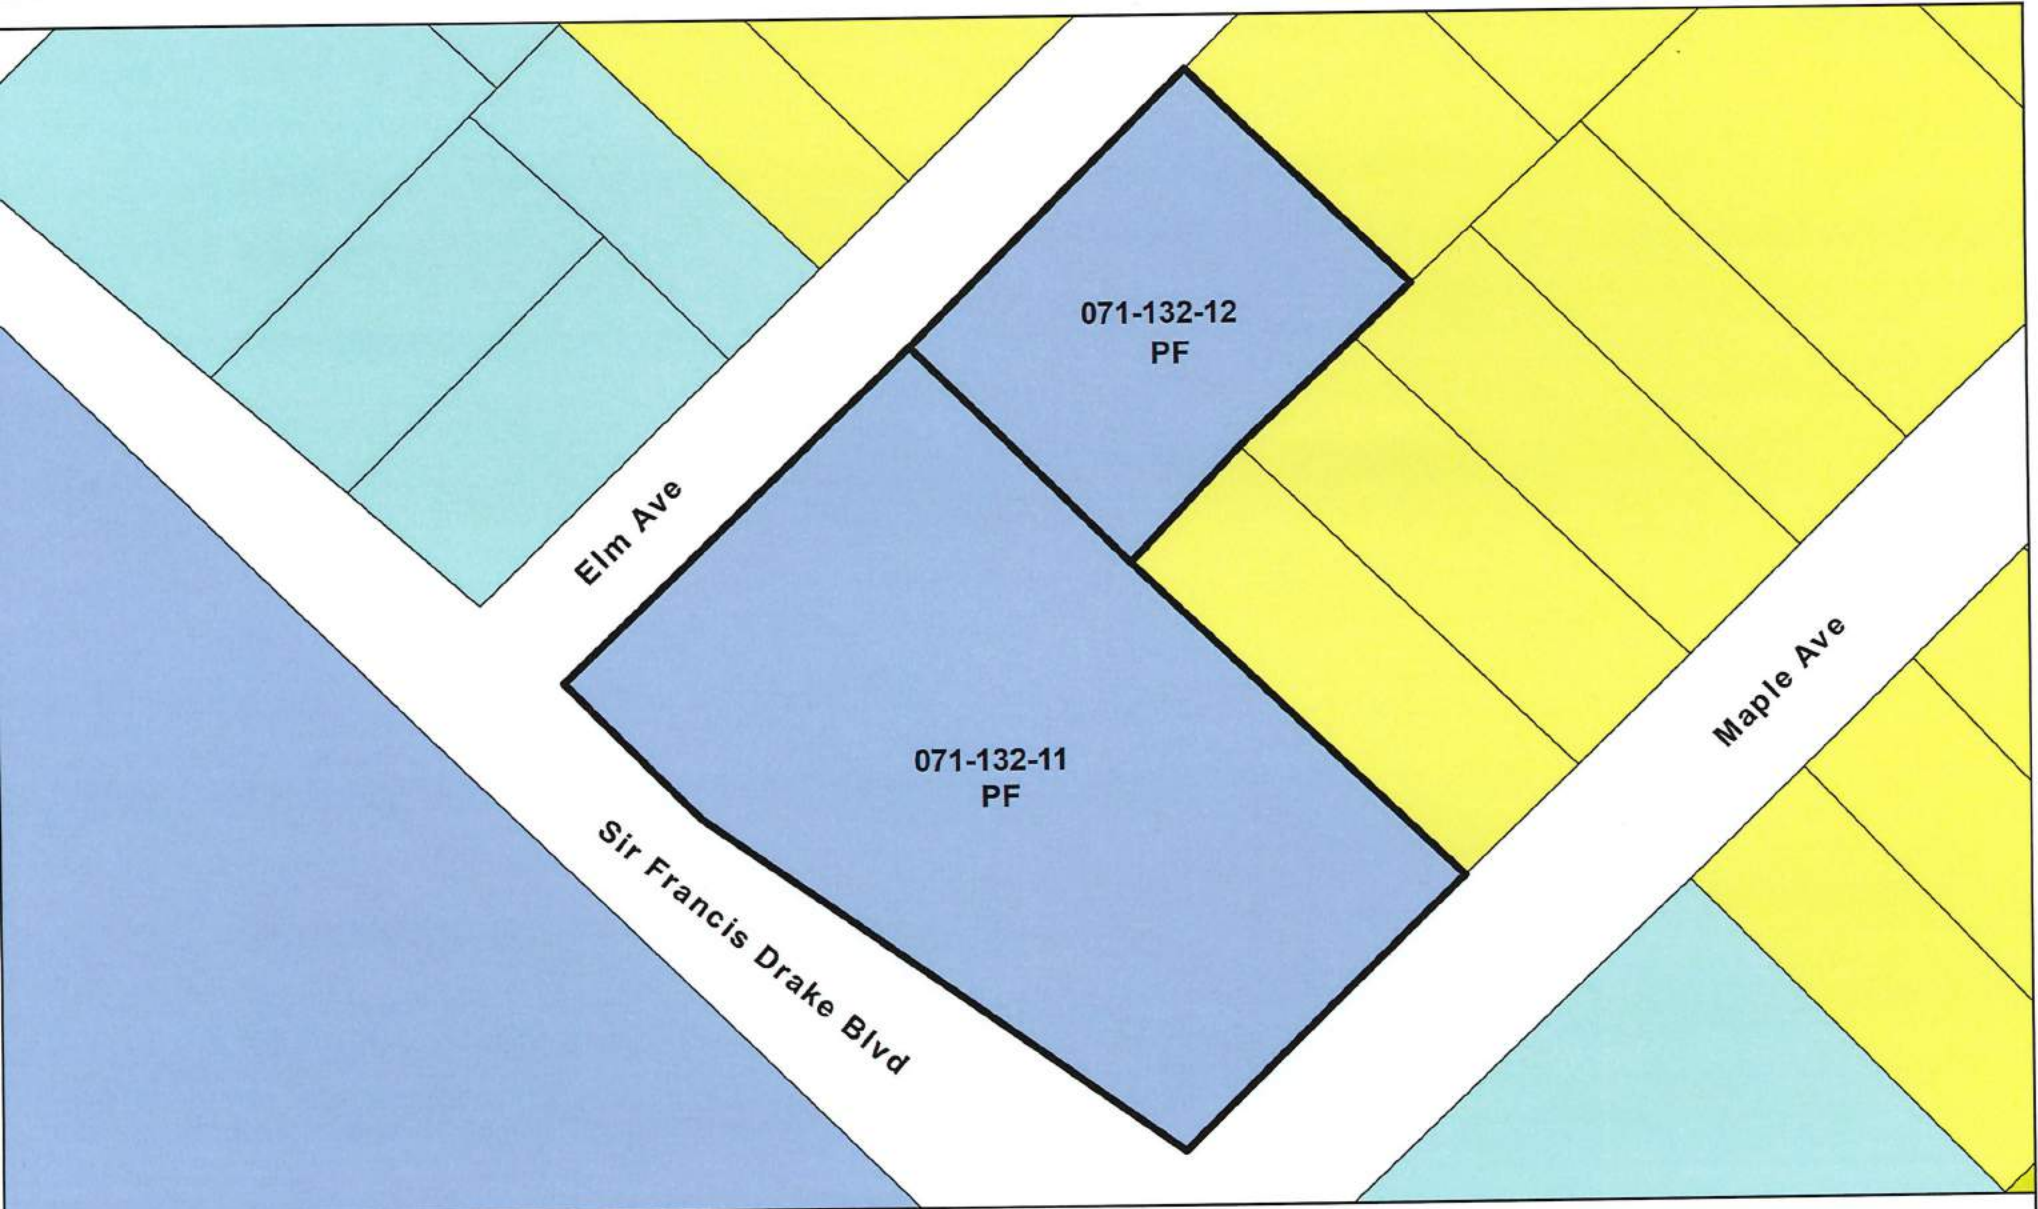 071-132-12
PF
Elm Ave
Maple Ave
071-132-11
PF
Sir Francis Drake Blvd